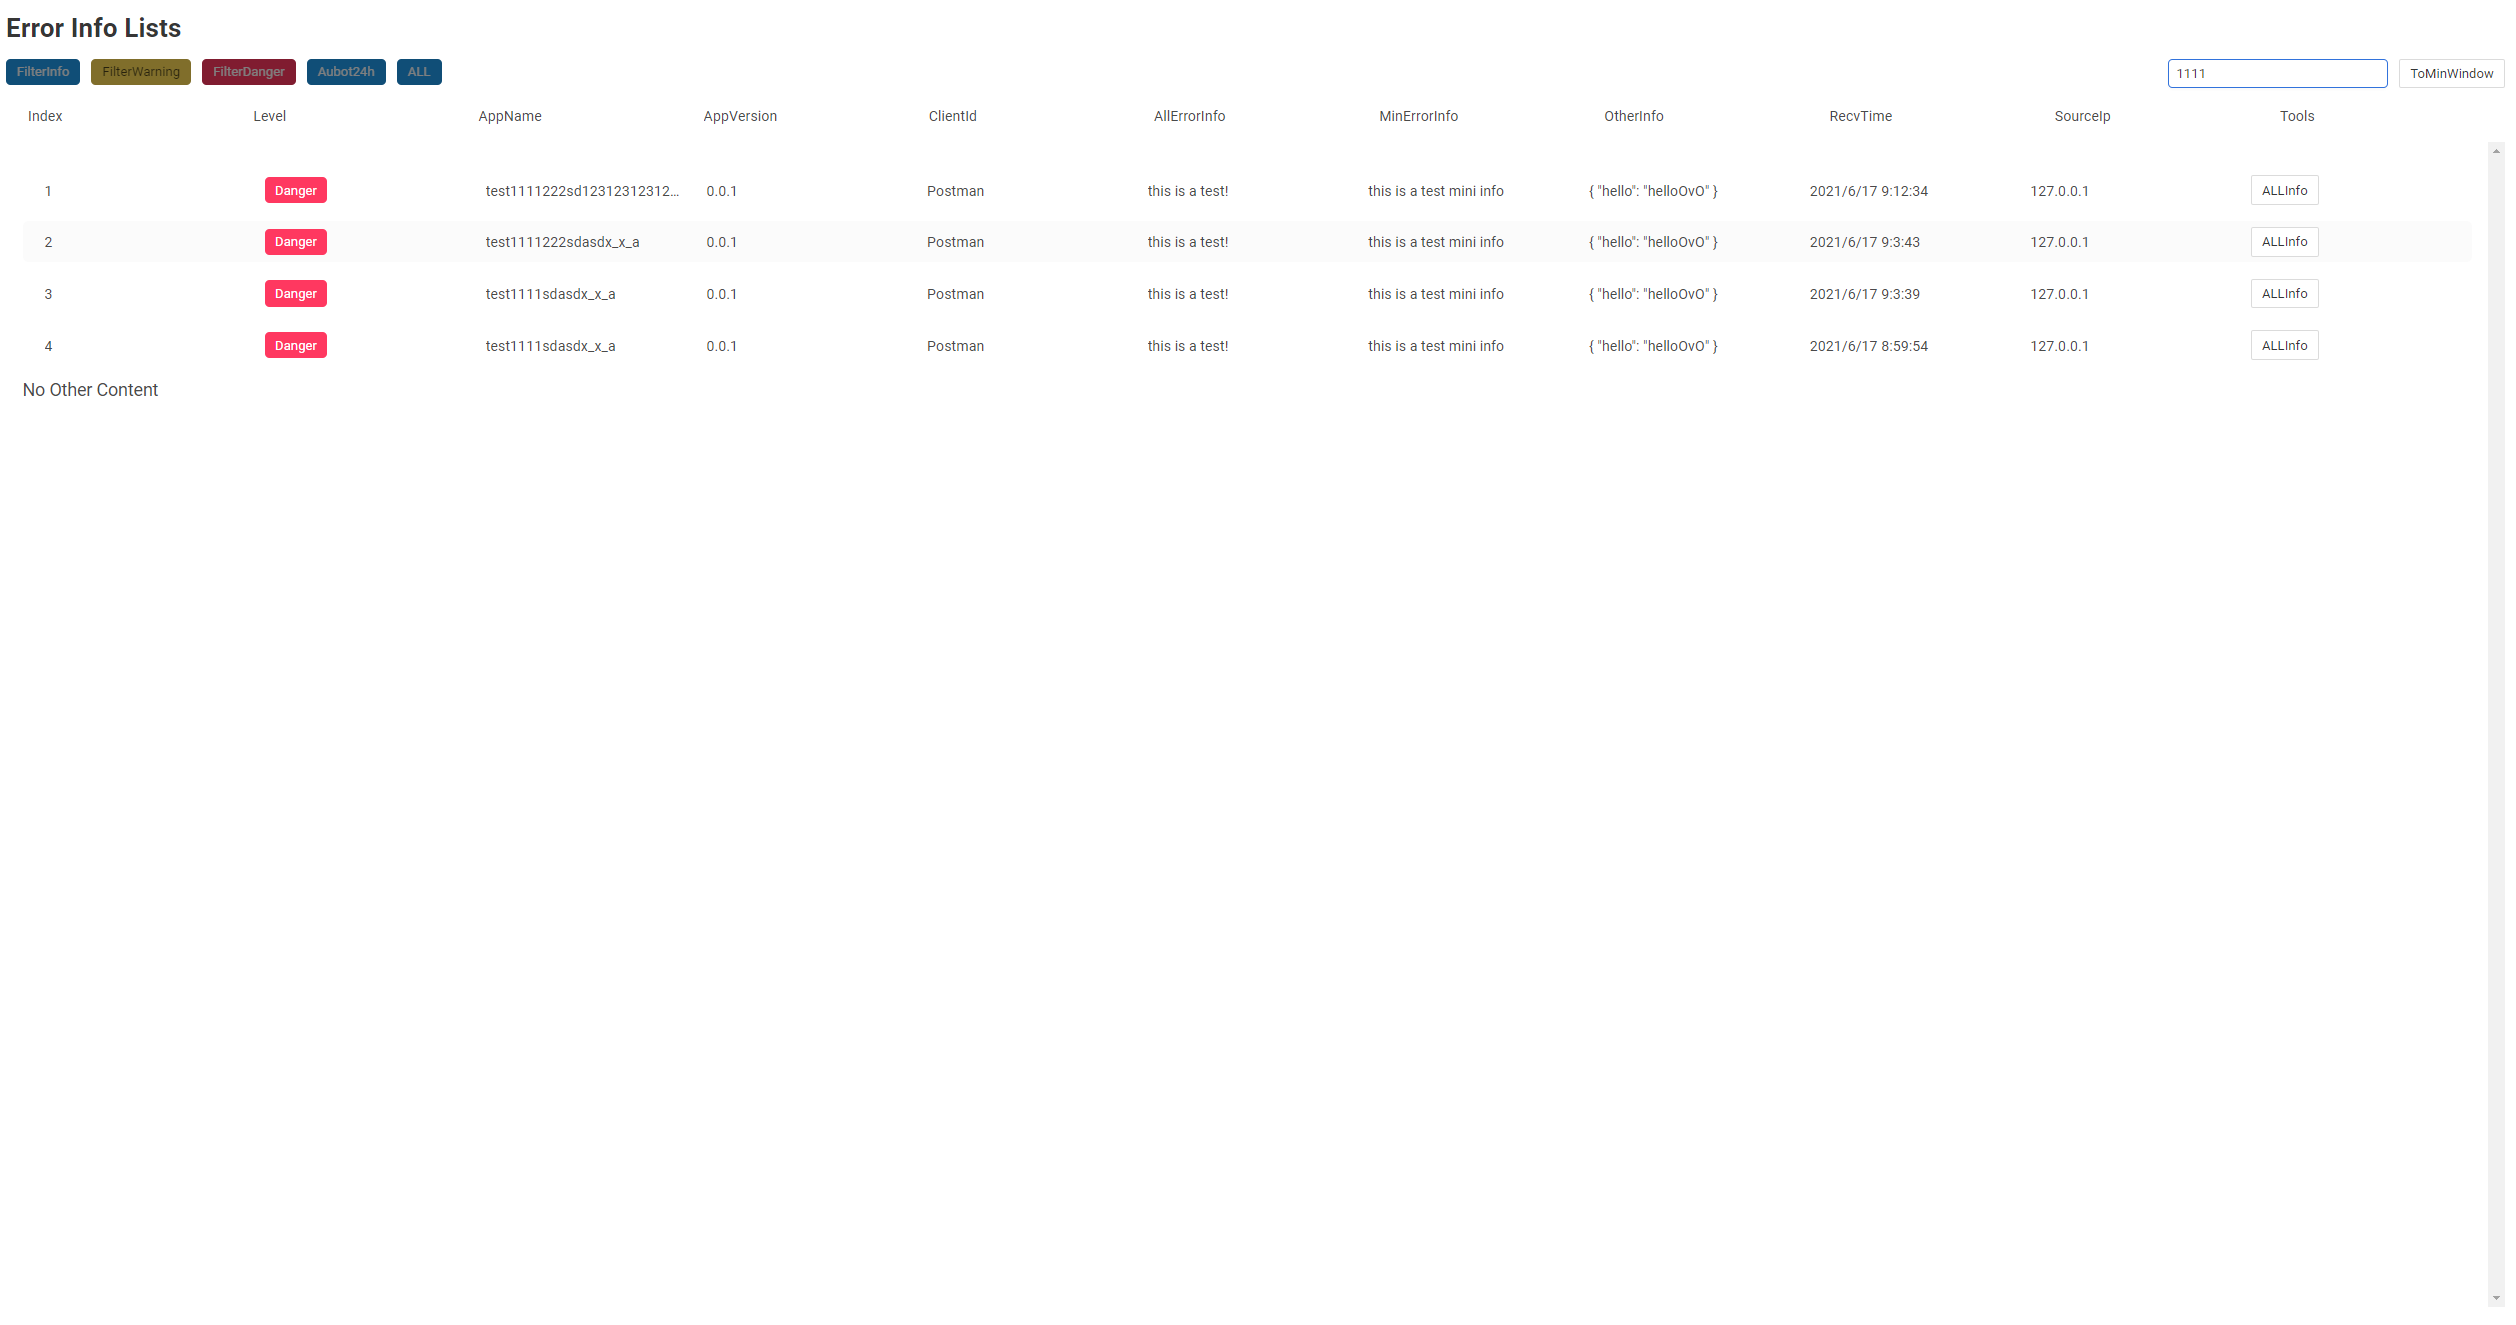 Error Info Lists
FilterInfo FilterWarning FilterDanger Aubot24h ALL 1111 ToMinWindow
Index Level AppName AppVersion ClientId AllErrorInfo MinErrorInfo OtherInfo RecvTime SourceIp Tools
1 Danger test1111222sd12312312312... 0.0.1 Postman this is a test! this is a test mini info { "hello": "helloOvO" } 2021/6/17 9:12:34 127.0.0.1 ALLInfo
2 Danger test1111222sdasdx_x_a 0.0.1 Postman this is a test! this is a test mini info { "hello": "helloOvO" } 2021/6/17 9:3:43 127.0.0.1 ALLInfo
3 Danger test1111sdasdx_x_a 0.0.1 Postman this is a test! this is a test mini info { "hello": "helloOvO" } 2021/6/17 9:3:39 127.0.0.1 ALLInfo
4 Danger test1111sdasdx_x_a 0.0.1 Postman this is a test! this is a test mini info { "hello": "helloOvO" } 2021/6/17 8:59:54 127.0.0.1 ALLInfo
No Other Content